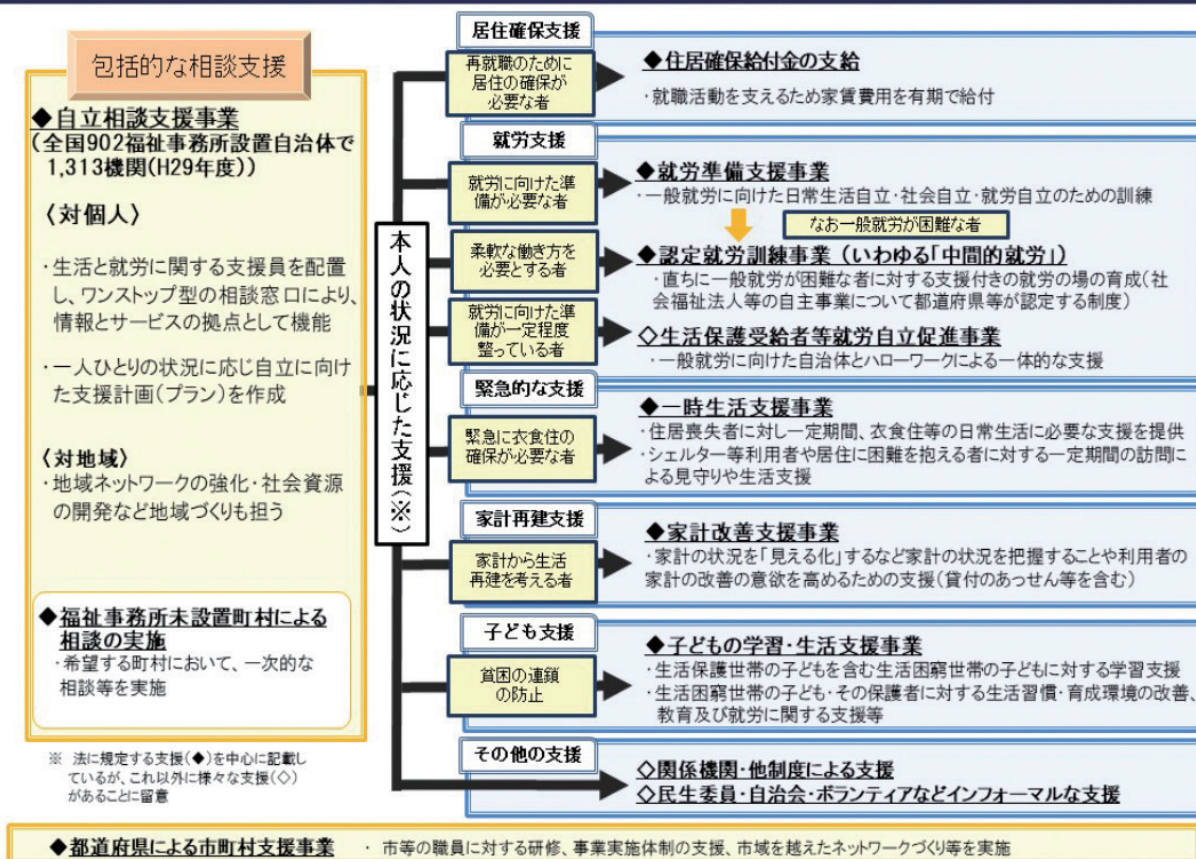 包括的な相談支援
◆自立相談支援事業
(全国902福祉事務所設置自治体で
1,313機関(H29年度))
〈対個人〉
・生活と就労に関する支援員を配置
し、ワンストップ型の相談窓口により、
情報とサービスの拠点として機能
・一人ひとりの状況に応じ自立に向け
た支援計画(プラン)を作成
〈対地域〉
・地域ネットワークの強化・社会資源
の開発など地域づくりも担う
◆福祉事務所未設置町村による
相談の実施
・希望する町村において、一次的な
相談等を実施
※ 法に規定する支援(◆)を中心に記載し
ているが、これ以外に様々な支援(◇)
があることに留意
本人の状況に応じた支援(※)
居住確保支援
再就職のために
居住の確保が
必要な者
◆住居確保給付金の支給
・就職活動を支えるため家賃費用を有期で給付
就労支援
就労に向けた準
備が必要な者
◆就労準備支援事業
・一般就労に向けた日常生活自立・社会自立・就労自立のための訓練
なお一般就労が困難な者
柔軟な働き方を
必要とする者
◆認定就労訓練事業(いわゆる「中間的就労」)
・直ちに一般就労が困難な者に対する支援付きの就労の場の育成(社
会福祉法人等の自主事業について都道府県等が認定する制度)
就労に向けた準
備が一定程度
整っている者
◇生活保護受給者等就労自立促進事業
・一般就労に向けた自治体とハローワークによる一体的な支援
緊急的な支援
緊急に衣食住の
確保が必要な者
◆一時生活支援事業
・住居喪失者に対し一定期間、衣食住等の日常生活に必要な支援を提供
・シェルター等利用者や居住に困難を抱える者に対する一定期間の訪問に
よる見守りや生活支援
家計再建支援
家計から生活
再建を考える者
◆家計改善支援事業
・家計の状況を「見える化」するなど家計の状況を把握することや利用者の
家計の改善の意欲を高めるための支援(貸付のあっせん等を含む)
子ども支援
貧困の連鎖
の防止
◆子どもの学習・生活支援事業
・生活保護世帯の子どもを含む生活困窮世帯の子どもに対する学習支援
・生活困窮世帯の子ども・その保護者に対する生活習慣・育成環境の改善、
教育及び就労に関する支援等
その他の支援
◇関係機関・他制度による支援
◇民生委員・自治会・ボランティアなどインフォーマルな支援
◆都道府県による市町村支援事業 ・ 市等の職員に対する研修、事業実施体制の支援、市域を越えたネットワークづくり等を実施